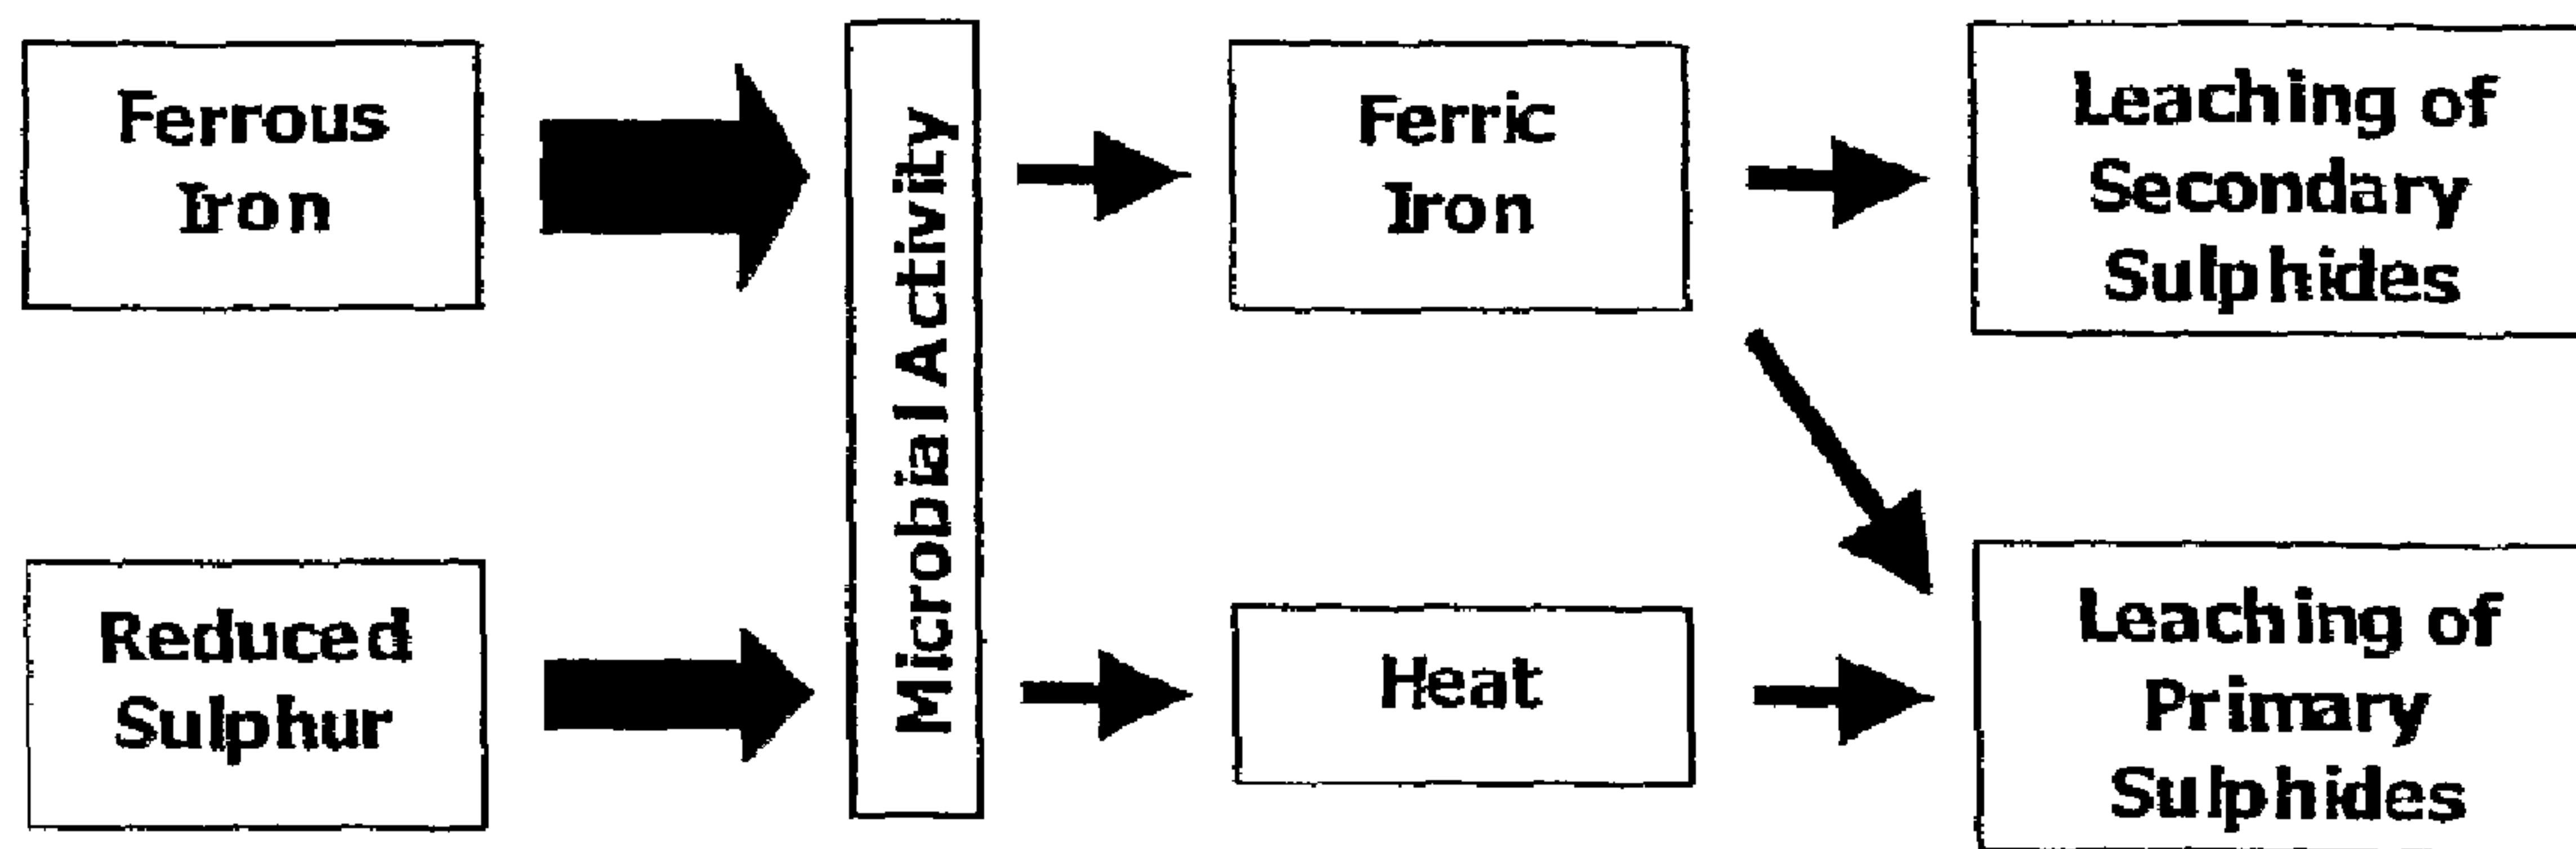 Ferrous
Iron
Reduced
Sulphur
Microbial Activity
Ferric
Iron
Heat
Leaching of
Secondary
Sulphides
Leaching of
Primary
Sulphides